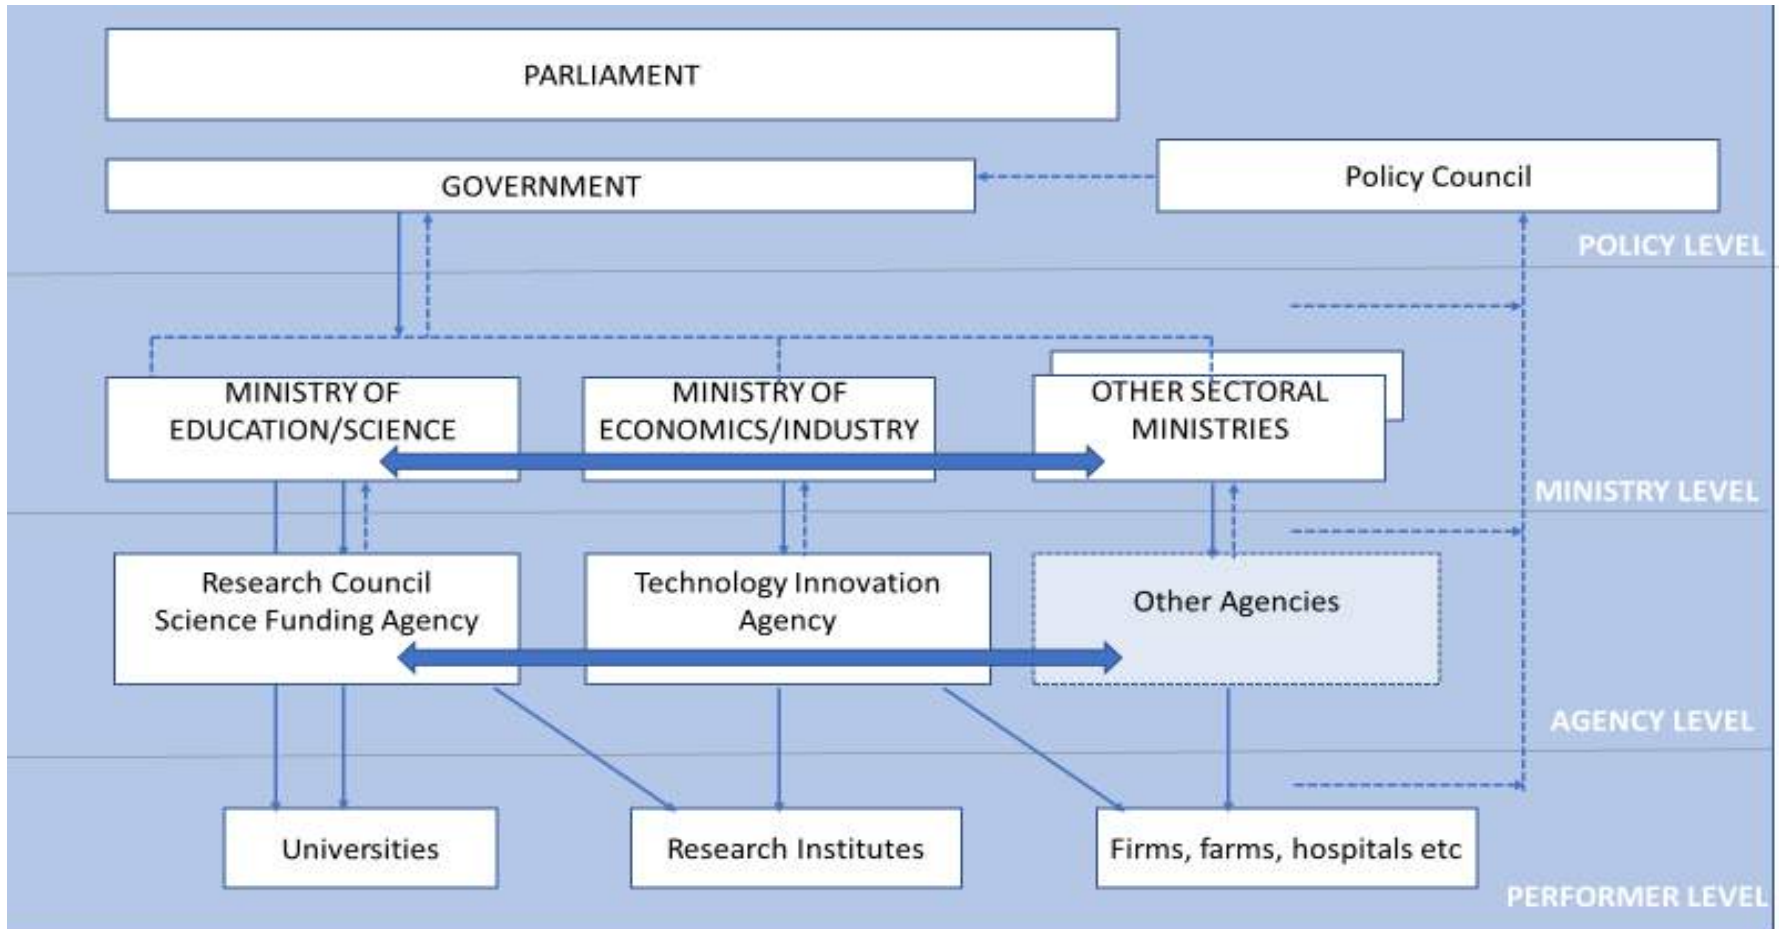 PARLIAMENT
GOVERNMENT
Policy Council
POLICY LEVEL
MINISTRY OF
EDUCATION/SCIENCE
MINISTRY OF
ECONOMICS/INDUSTRY
OTHER SECTORAL
MINISTRIES
MINISTRY LEVEL
Research Council
Science Funding Agency
Technology Innovation
Agency
Other Agencies
AGENCY LEVEL
Universities
Research Institutes
Firms, farms, hospitals etc
PERFORMER LEVEL